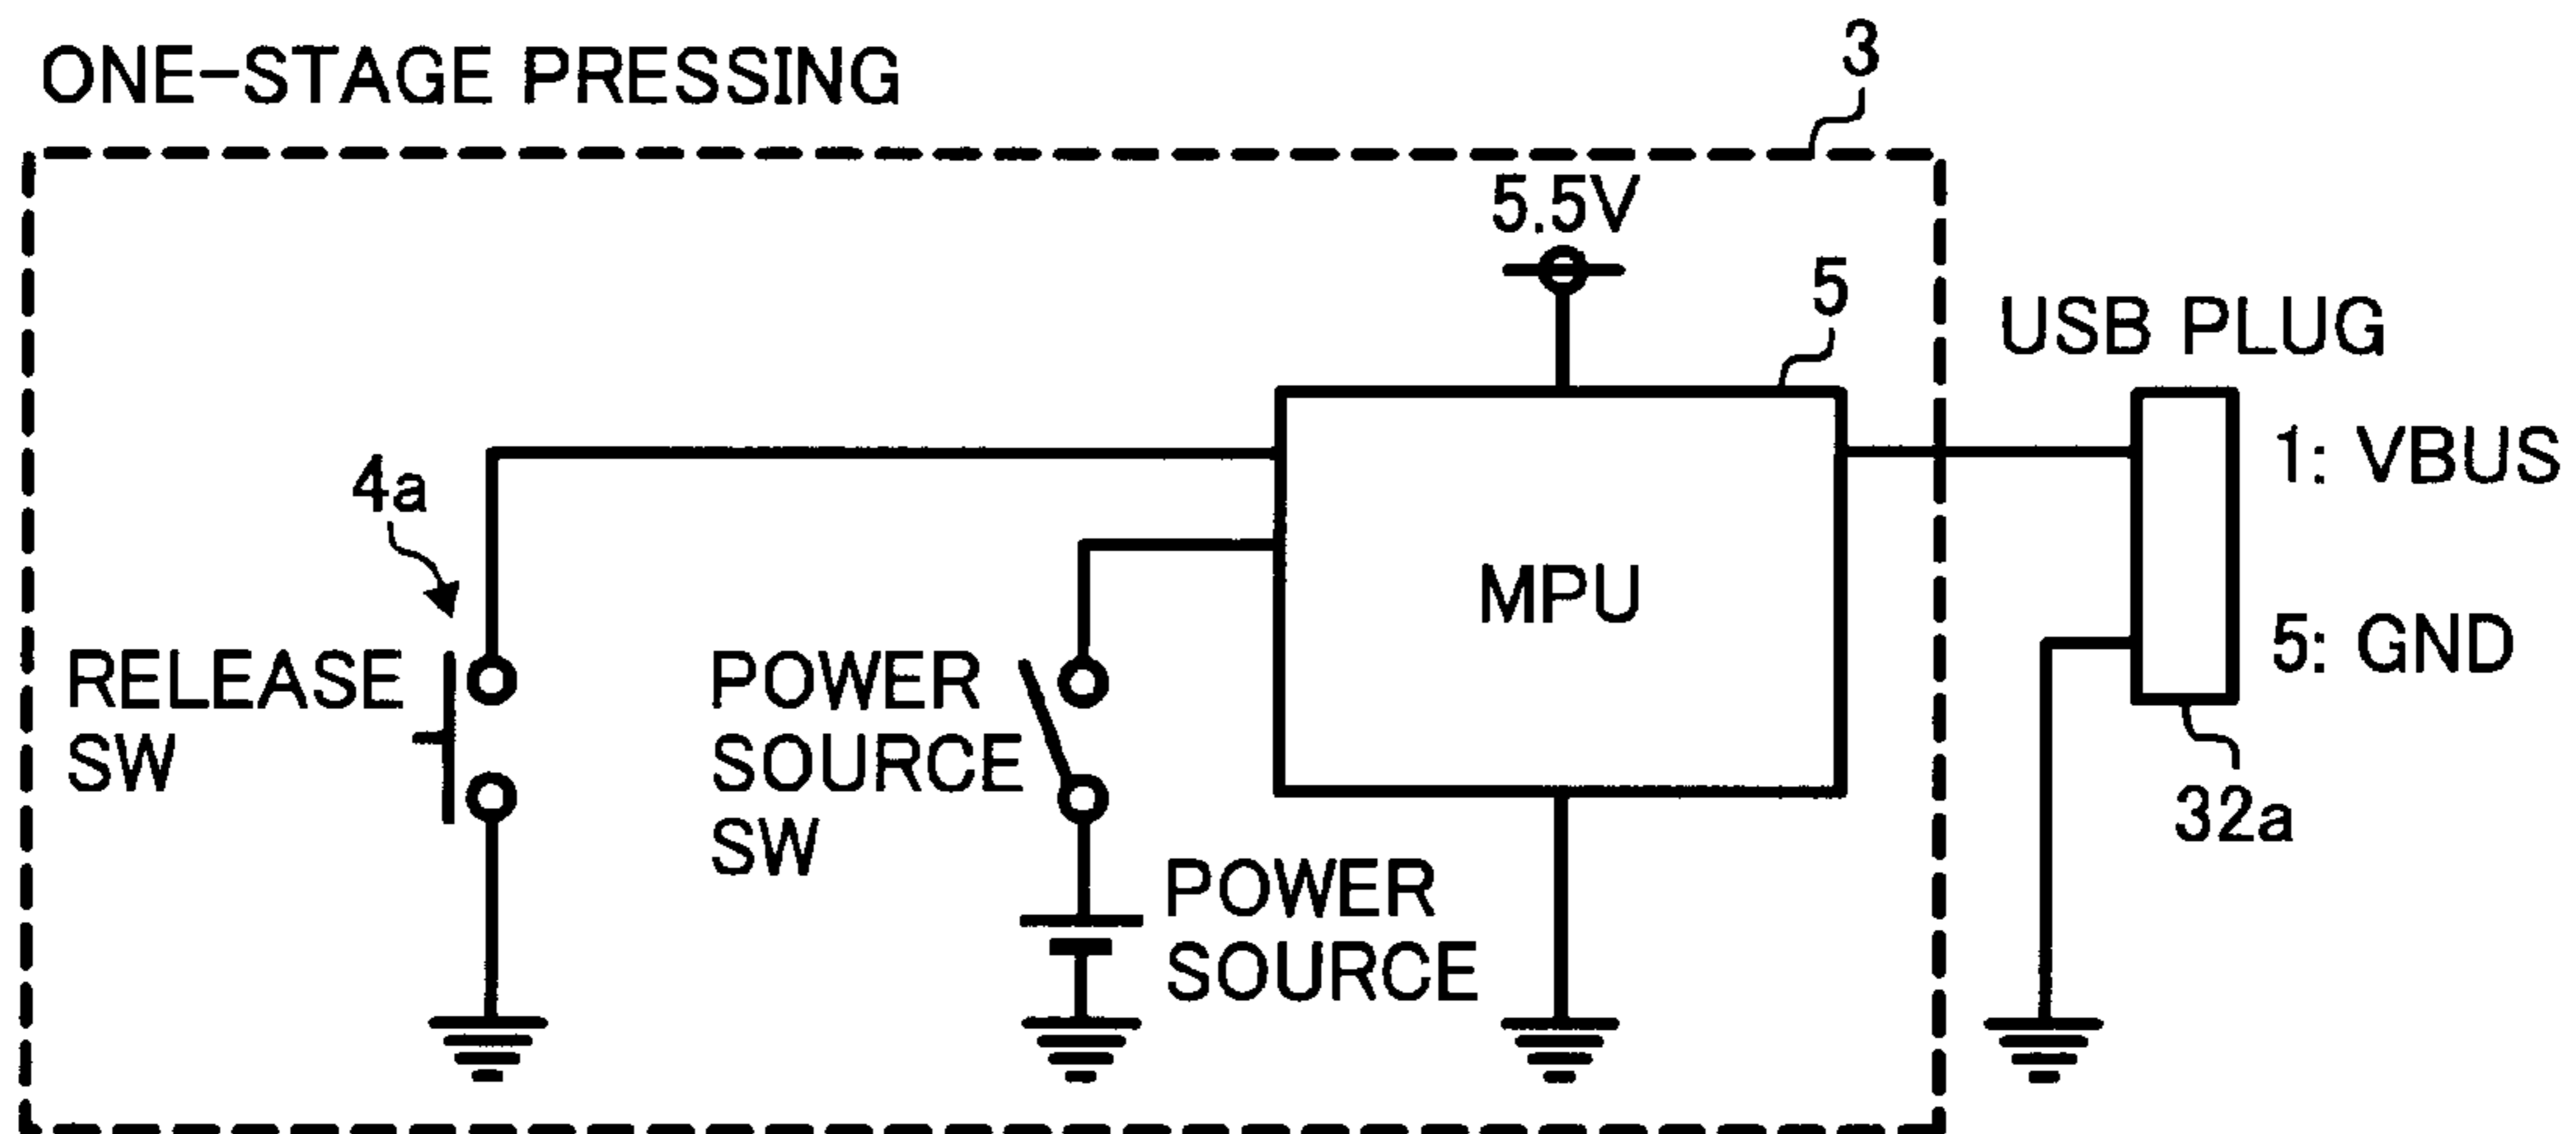 ONE-STAGE PRESSING
3
5.5V
5
USB PLUG
4a
1: VBUS
MPU
5: GND
RELEASE
SW
POWER
SOURCE
SW
32a
POWER
SOURCE